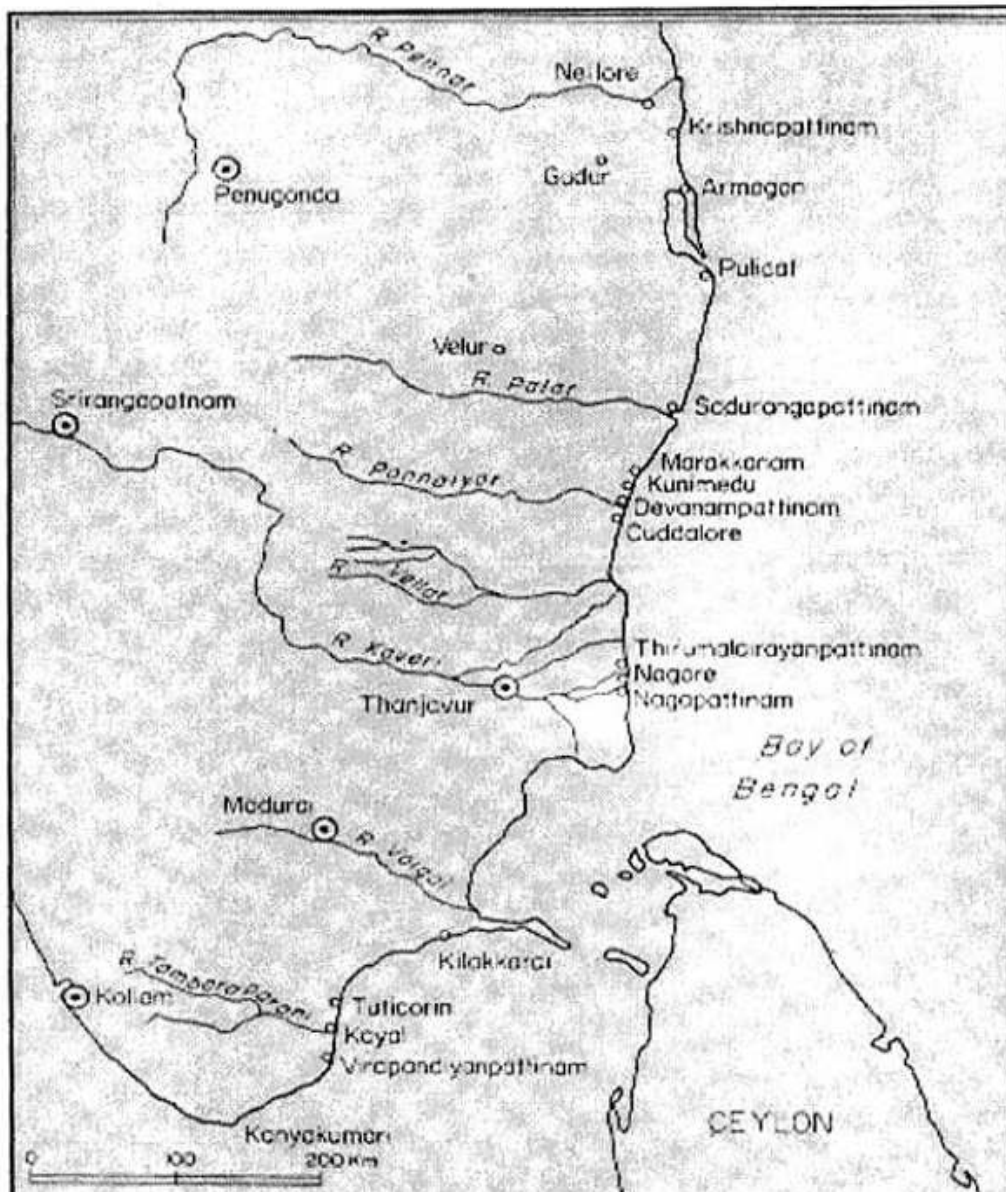 R. Pennar
Nellore
Krishnapattinam
Gudur
Penugonda
Armagon
Pulicat
Velur
R. Palar
Srirangapatnam
Sadurangapattinam
R. Ponnaiyar
Marakkanam
Kunimedu
Devanampattinam
Cuddalore
R. Vellar
R. Kaveri
Thirumalairayanpattinam
Nagore
Thanjavur
Nagapattinam
Bay of
Bengal
Madurai
R. Vaigai
Kilakkarai
R. Tambraparani
Kollam
Tuticorin
Kayal
Virapandiyanpattinam
CEYLON
Kanyakumari
0 100 200 Km